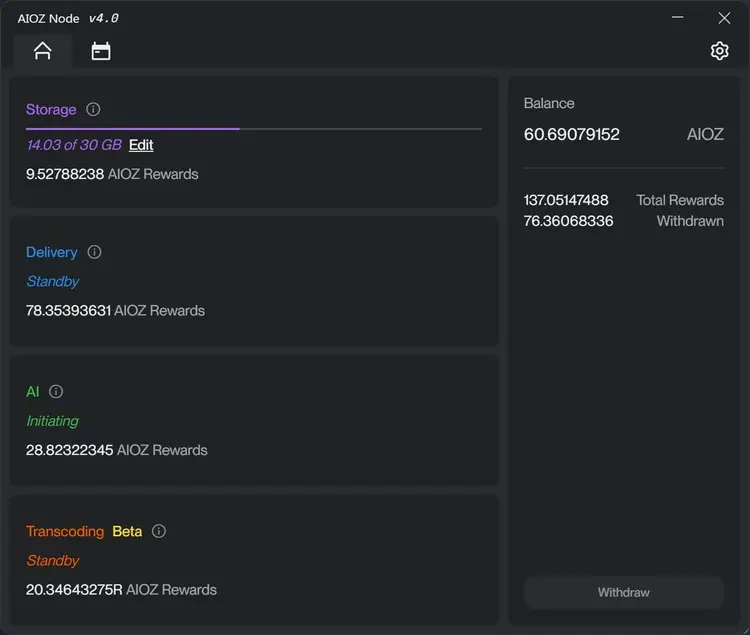 AIOZ Node v4.0
Storage
14.03 of 30 GB Edit
9.52788238 AIOZ Rewards
Delivery
Standby
78.35393631 AIOZ Rewards
AI
Initiating
28.82322345 AIOZ Rewards
Transcoding Beta
Standby
20.34643275R AIOZ Rewards
Balance
60.69079152 AIOZ
137.05147488 Total Rewards
76.36068336 Withdrawn
Withdraw